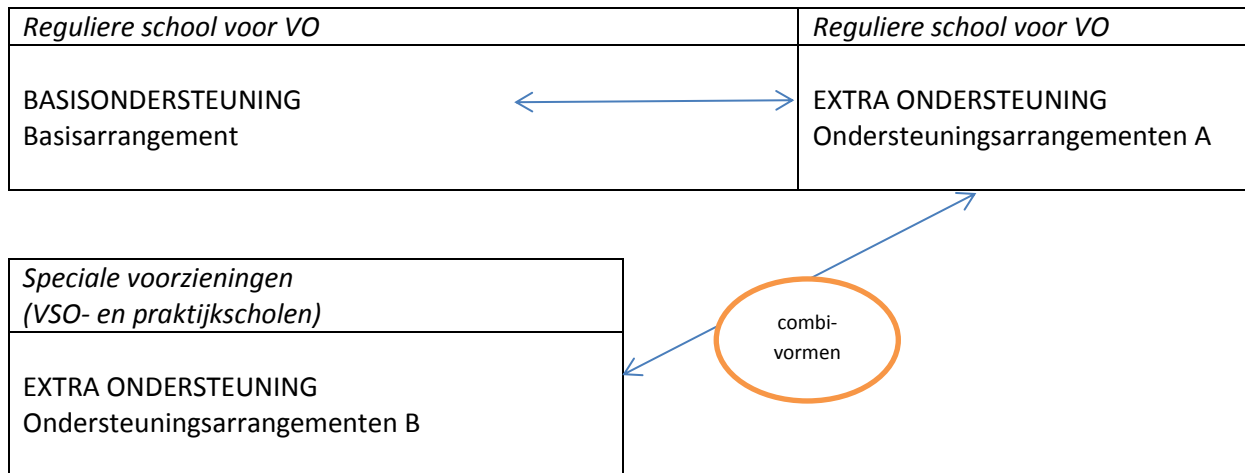 Reguliere school voor VO
Reguliere school voor VO
BASISONDERSTEUNING
Basisarrangement
EXTRA ONDERSTEUNING
Ondersteuningsarrangementen A
Speciale voorzieningen
(VSO- en praktijkscholen)
EXTRA ONDERSTEUNING
Ondersteuningsarrangementen B
combi-
vormen